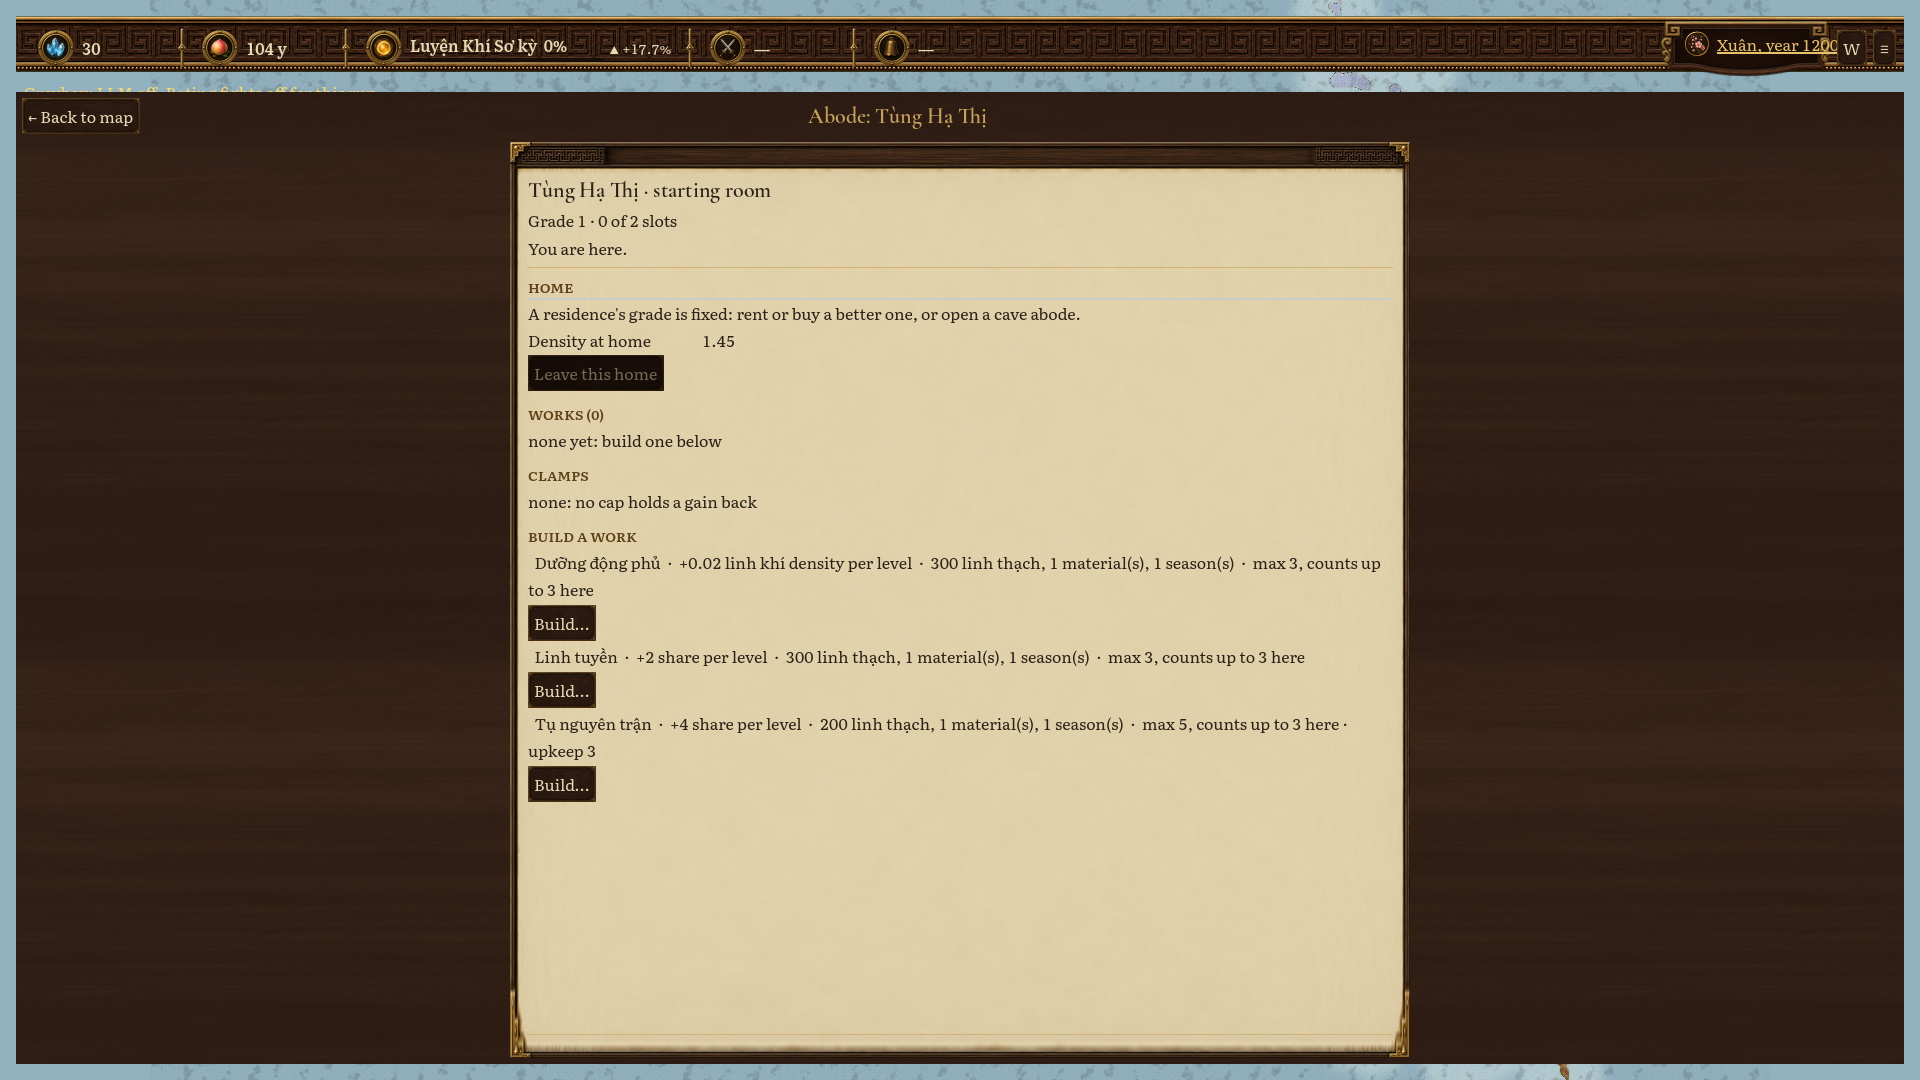 30
104 y
Luyện Khí Sơ kỳ 0%
▲ +17.7%
—
—
Xuân, year 1200
W
≡
← Back to map
Abode: Tùng Hạ Thị
Tùng Hạ Thị · starting room
Grade 1 · 0 of 2 slots
You are here.
HOME
A residence's grade is fixed: rent or buy a better one, or open a cave abode.
Density at home 1.45
Leave this home
WORKS (0)
none yet: build one below
CLAMPS
none: no cap holds a gain back
BUILD A WORK
Dưỡng động phủ · +0.02 linh khí density per level · 300 linh thạch, 1 material(s), 1 season(s) · max 3, counts up
to 3 here
Build...
Linh tuyền · +2 share per level · 300 linh thạch, 1 material(s), 1 season(s) · max 3, counts up to 3 here
Build...
Tụ nguyên trận · +4 share per level · 200 linh thạch, 1 material(s), 1 season(s) · max 5, counts up to 3 here ·
upkeep 3
Build...